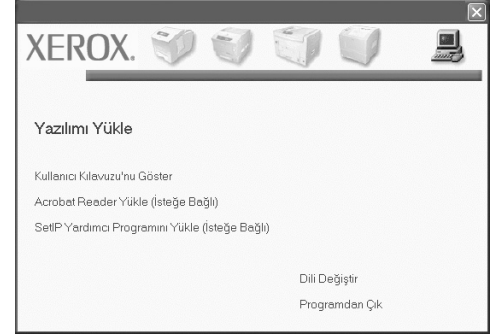 XEROX.
Yazılımı Yükle
Kullanıcı Kılavuzu'nu Göster
Acrobat Reader Yükle (İsteğe Bağlı)
SetIP Yardımcı Programını Yükle (İsteğe Bağlı)
Dili Değiştir
Programdan Çık